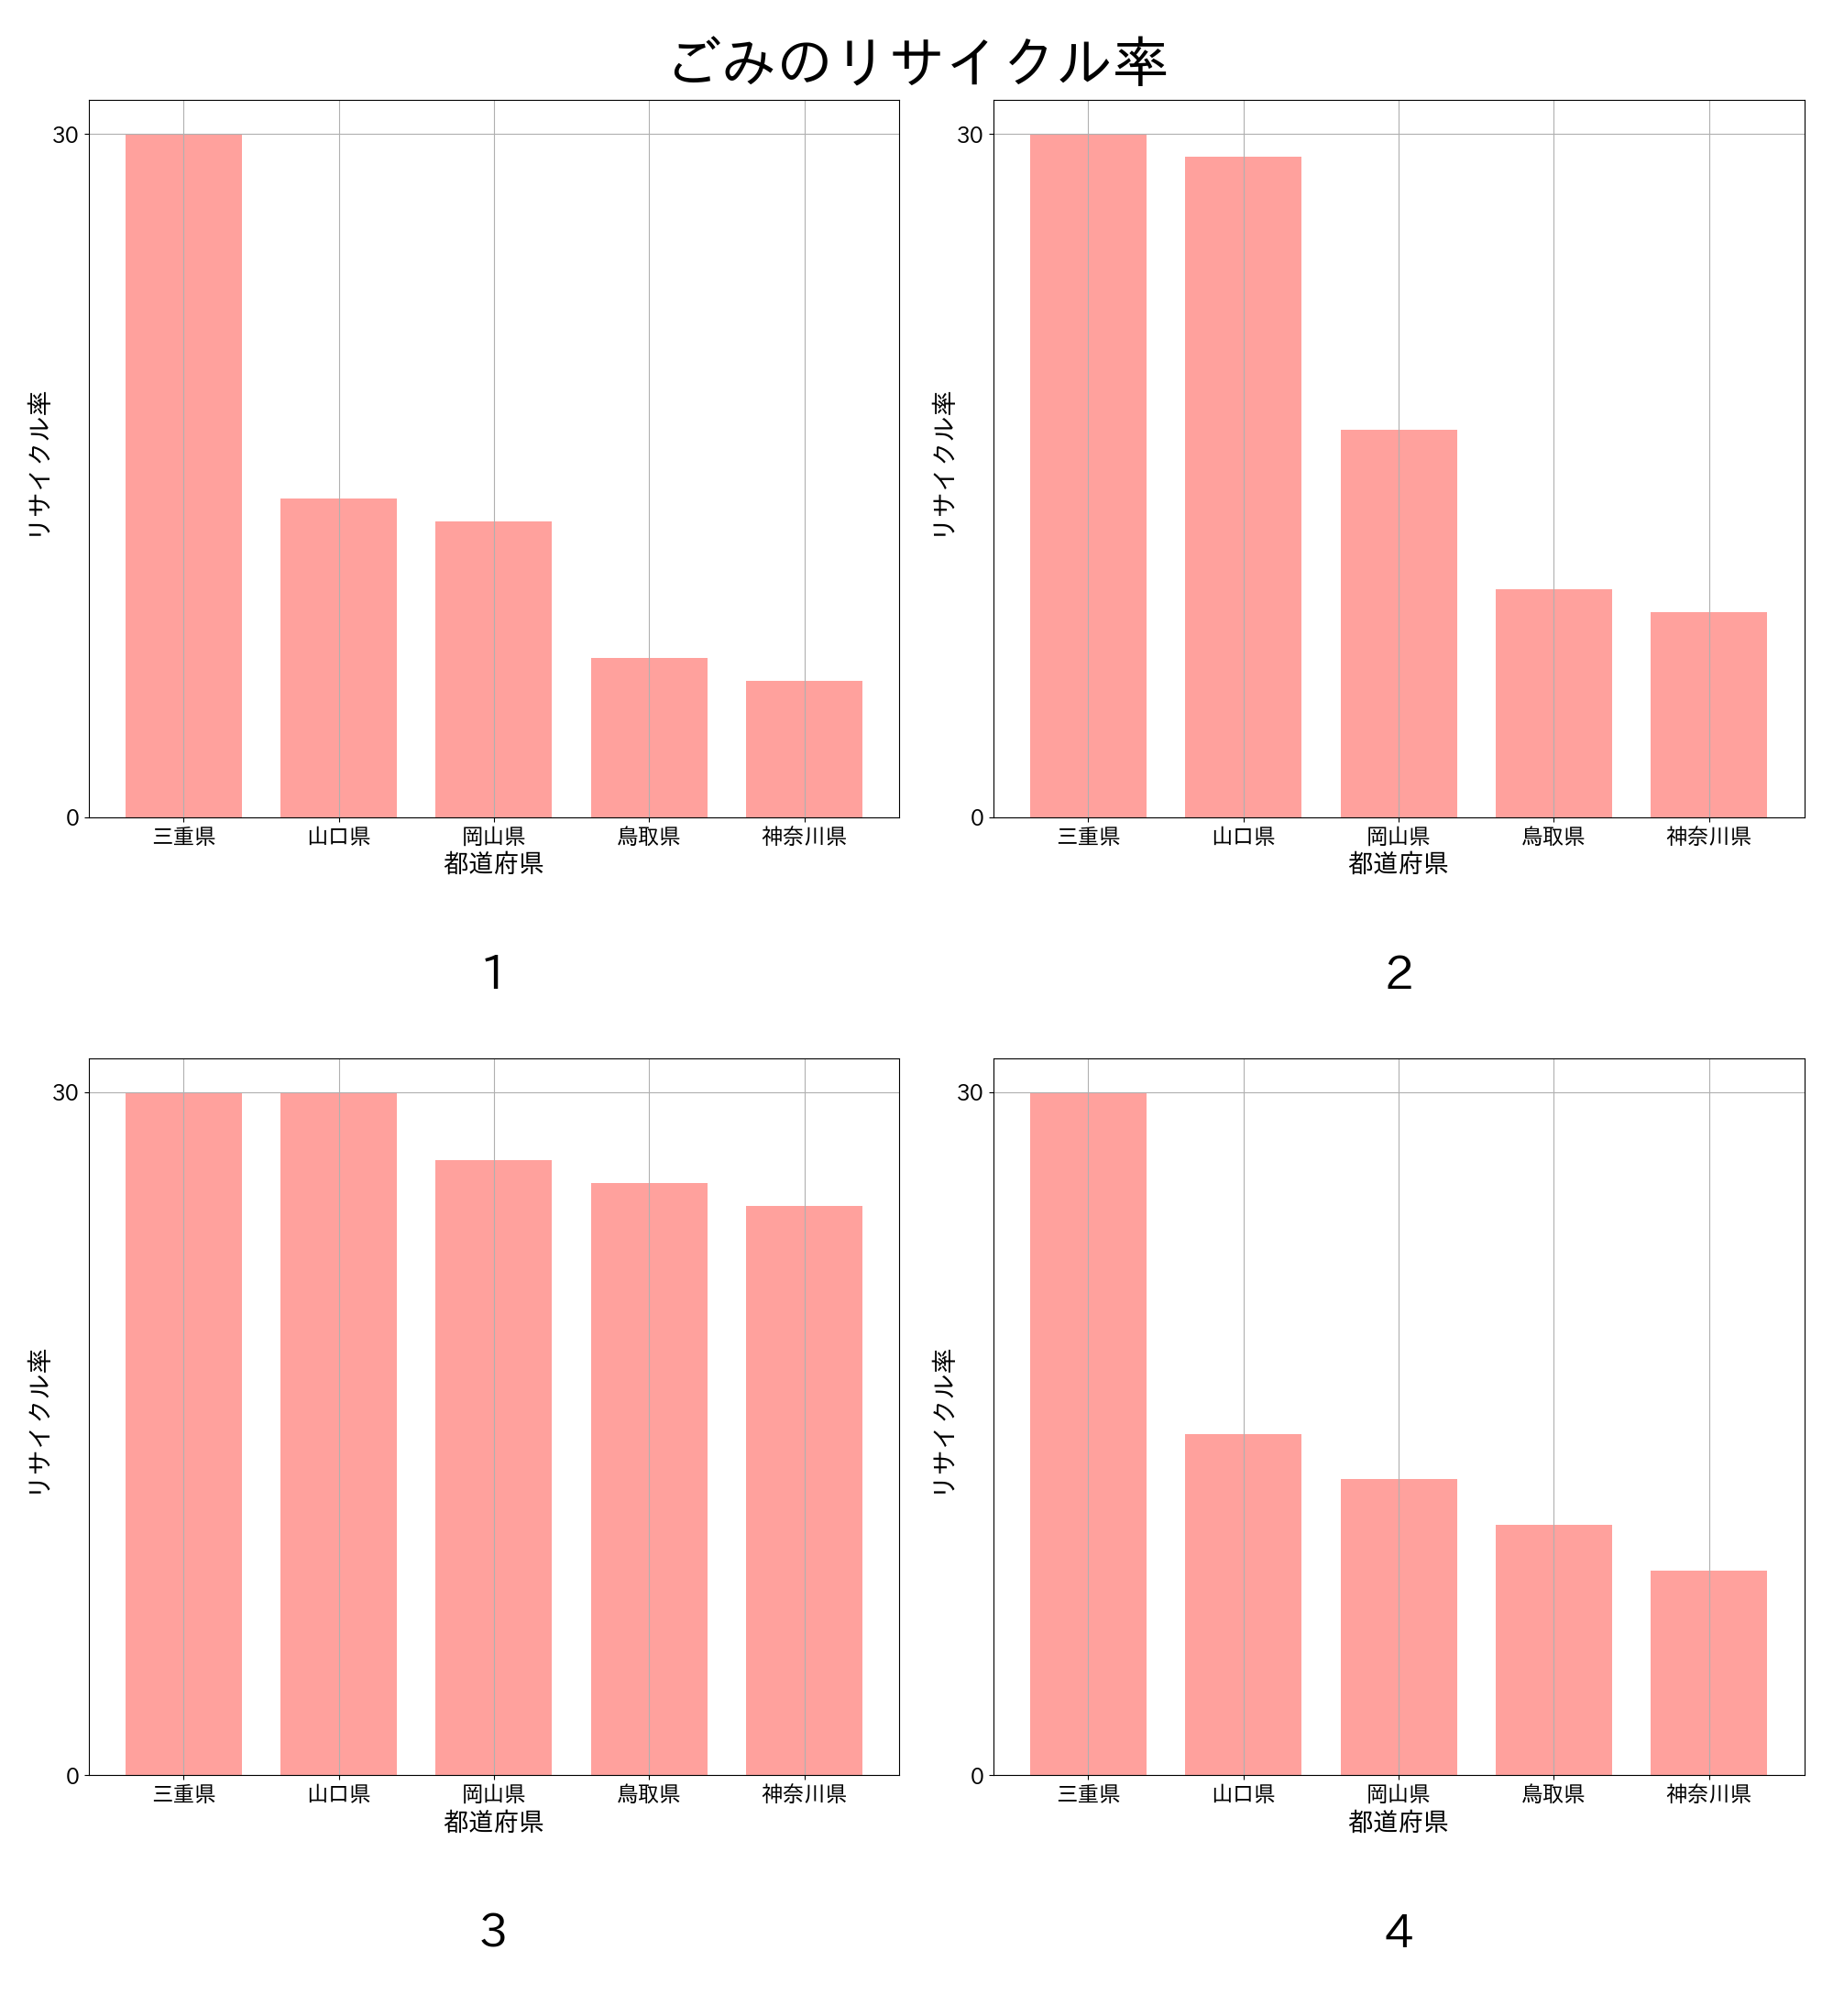 ごみのリサイクル率
30
0
リサイクル率
三重県 山口県 岡山県 鳥取県 神奈川県
都道府県
1
30
0
リサイクル率
三重県 山口県 岡山県 鳥取県 神奈川県
都道府県
2
30
0
リサイクル率
三重県 山口県 岡山県 鳥取県 神奈川県
都道府県
3
30
0
リサイクル率
三重県 山口県 岡山県 鳥取県 神奈川県
都道府県
4